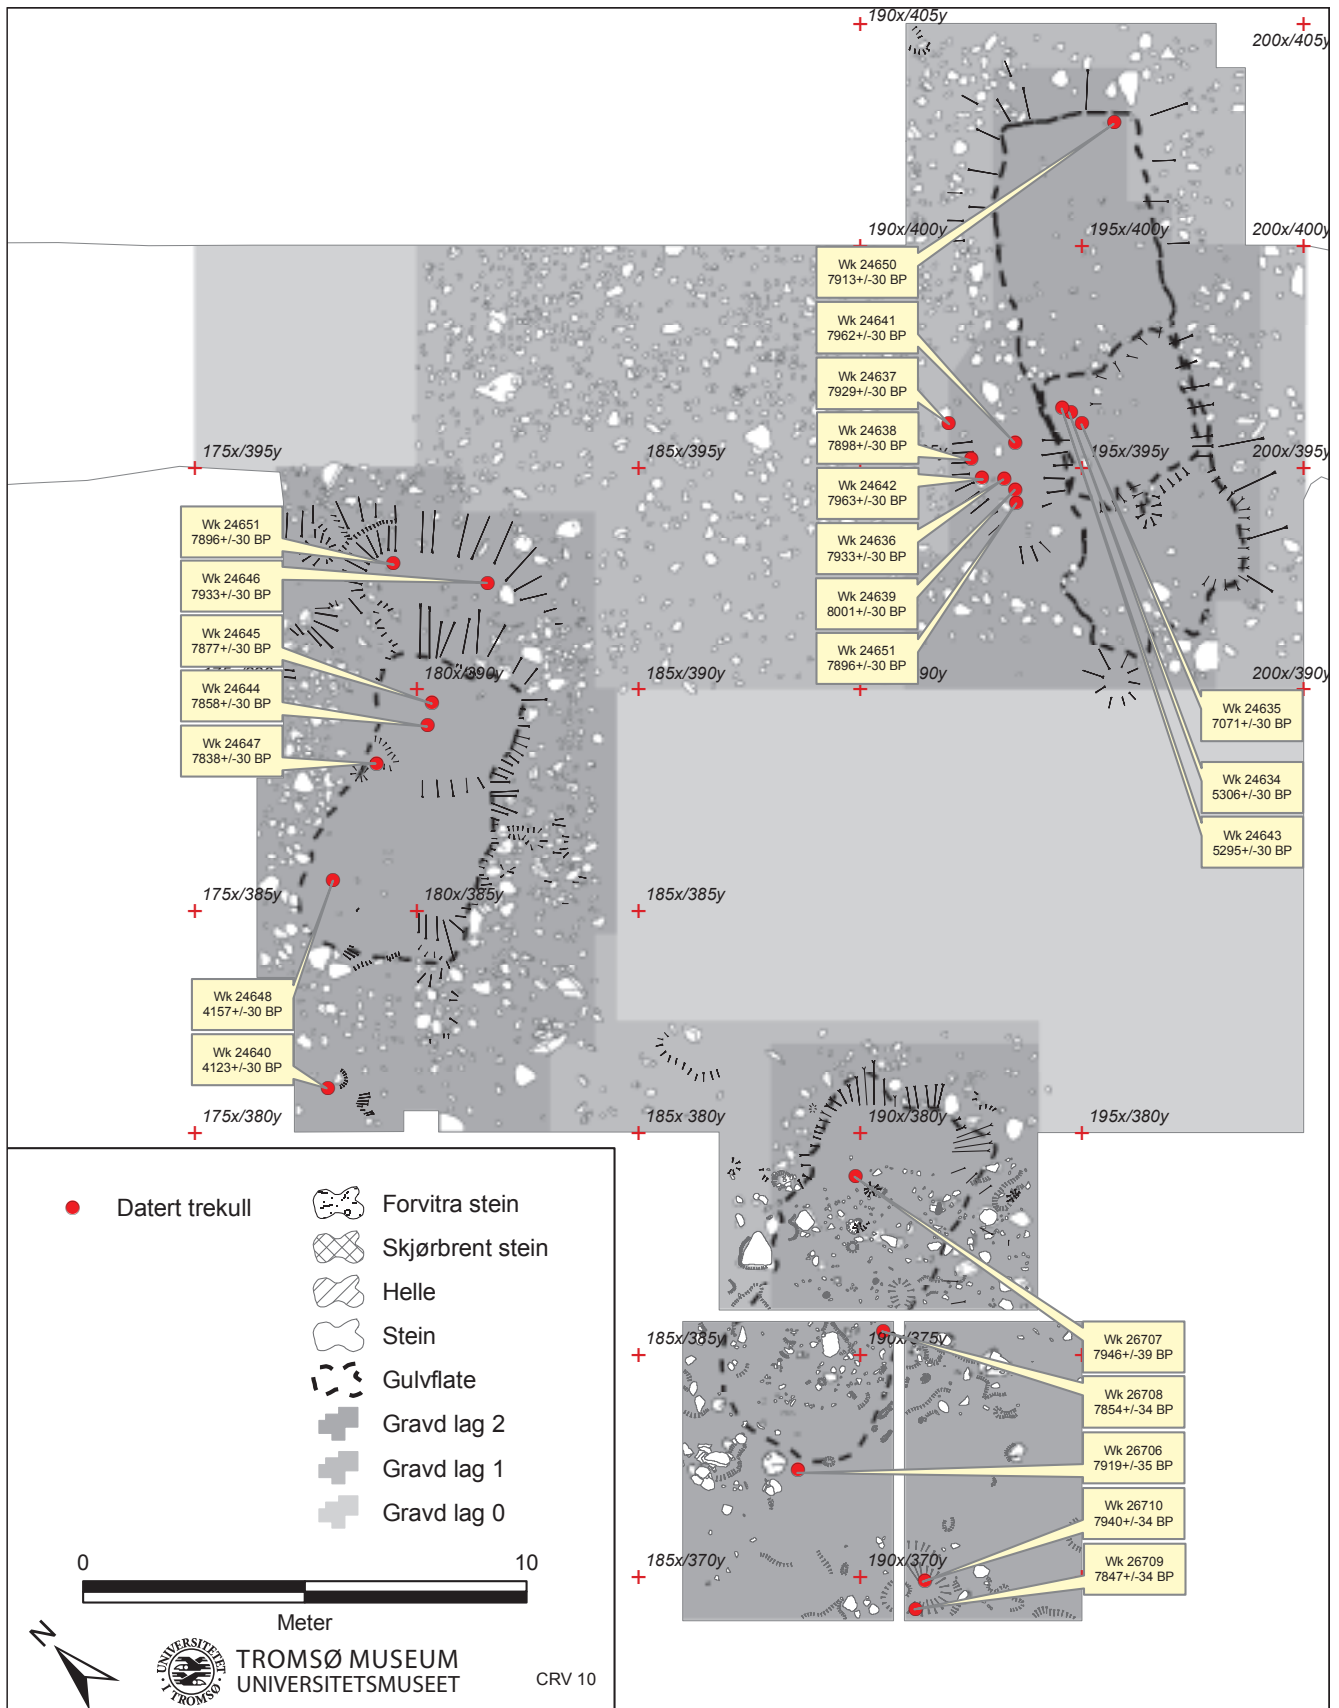 190x/405y
200x/405y
190x/400y
195x/400y
200x/400y
Wk 24650
7913+/-30 BP
Wk 24641
7962+/-30 BP
Wk 24637
7929+/-30 BP
Wk 24638
7898+/-30 BP
Wk 24642
7963+/-30 BP
Wk 24636
7933+/-30 BP
Wk 24639
8001+/-30 BP
Wk 24651
7896+/-30 BP
175x/395y
185x/395y
195x/395y
200x/395y
Wk 24651
7896+/-30 BP
Wk 24646
7933+/-30 BP
Wk 24645
7877+/-30 BP
Wk 24644
7858+/-30 BP
Wk 24647
7838+/-30 BP
180x/390y
185x/390y
200x/390y
Wk 24635
7071+/-30 BP
Wk 24634
5306+/-30 BP
Wk 24643
5295+/-30 BP
175x/385y
180x/385y
185x/385y
Wk 24648
4157+/-30 BP
Wk 24640
4123+/-30 BP
175x/380y
185x/380y
190x/380y
195x/380y
Datert trekull
Forvitra stein
Skjørbrent stein
Helle
Stein
Gulvflate
Gravd lag 2
Gravd lag 1
Gravd lag 0
185x/385y
190x/375y
Wk 26707
7946+/-39 BP
Wk 26708
7854+/-34 BP
Wk 26706
7919+/-35 BP
Wk 26710
7940+/-34 BP
Wk 26709
7847+/-34 BP
185x/370y
190x/370y
0
10
Meter
N
UNIVERSITETET I TROMSØ
TROMSØ MUSEUM
UNIVERSITETSMUSEET
CRV 10